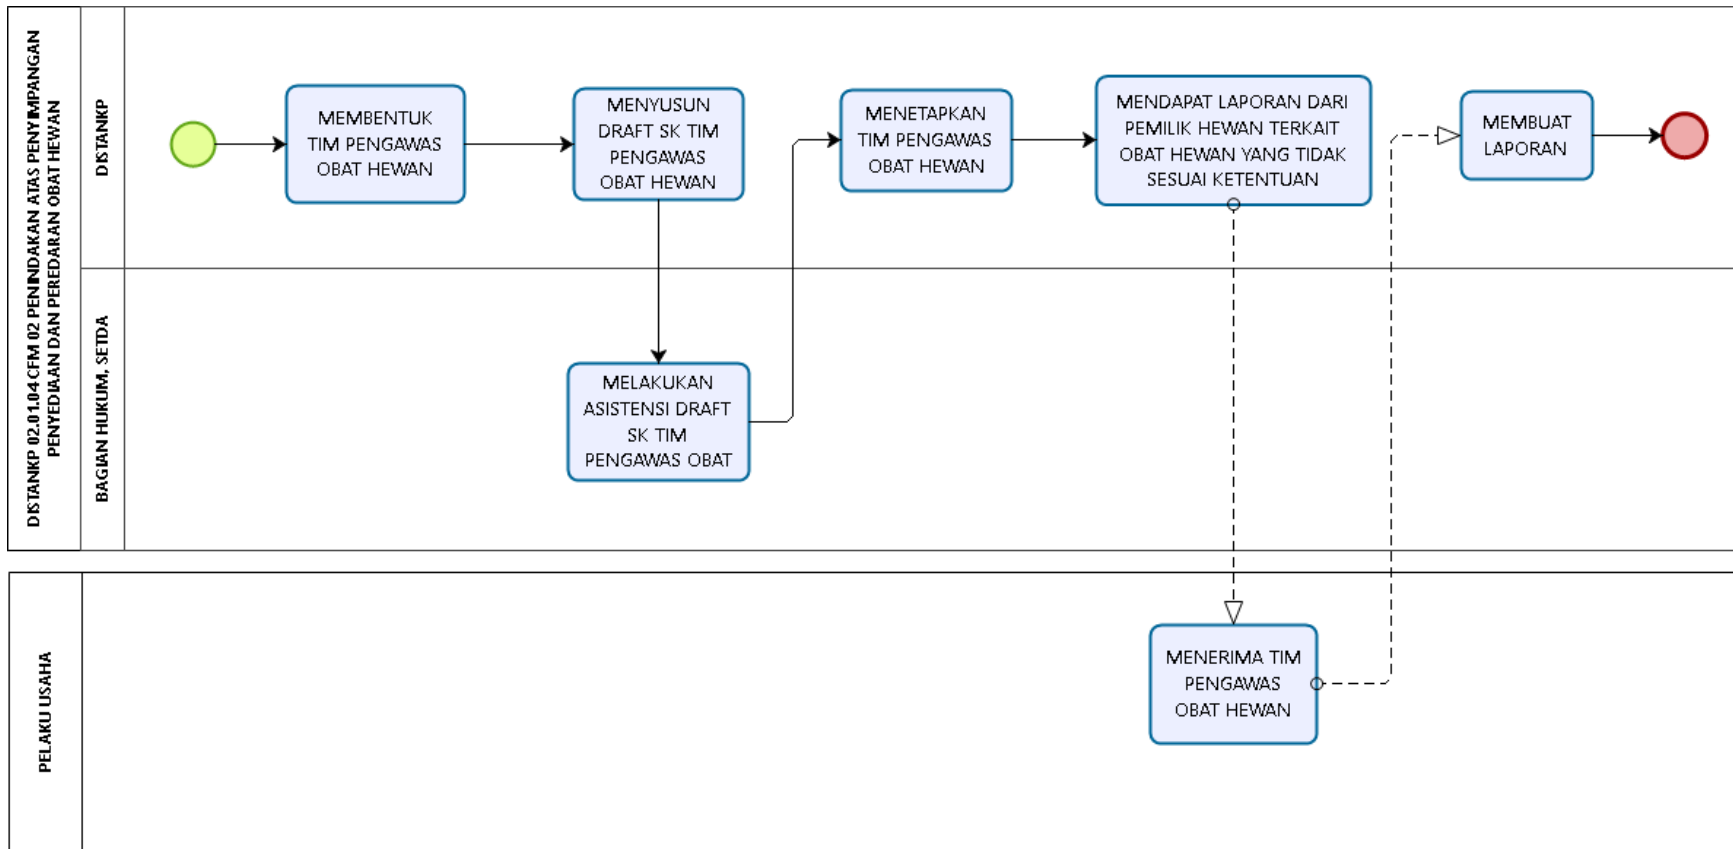 DISTANKP 02.01.04 CFM 02 PENINDAKAN ATAS PENYIMPANGAN
PENYEDIAAN DAN PEREDARAN OBAT HEWAN
DISTANKP
MEMBENTUK
TIM PENGAWAS
OBAT HEWAN
MENYUSUN
DRAFT SK TIM
PENGAWAS
OBAT HEWAN
MENETAPKAN
TIM PENGAWAS
OBAT HEWAN
MENDAPAT LAPORAN DARI
PEMILIK HEWAN TERKAIT
OBAT HEWAN YANG TIDAK
SESUAI KETENTUAN
MEMBUAT
LAPORAN
BAGIAN HUKUM, SETDA
MELAKUKAN
ASISTENSI DRAFT
SK TIM
PENGAWAS OBAT
PELAKU USAHA
MENERIMA TIM
PENGAWAS
OBAT HEWAN